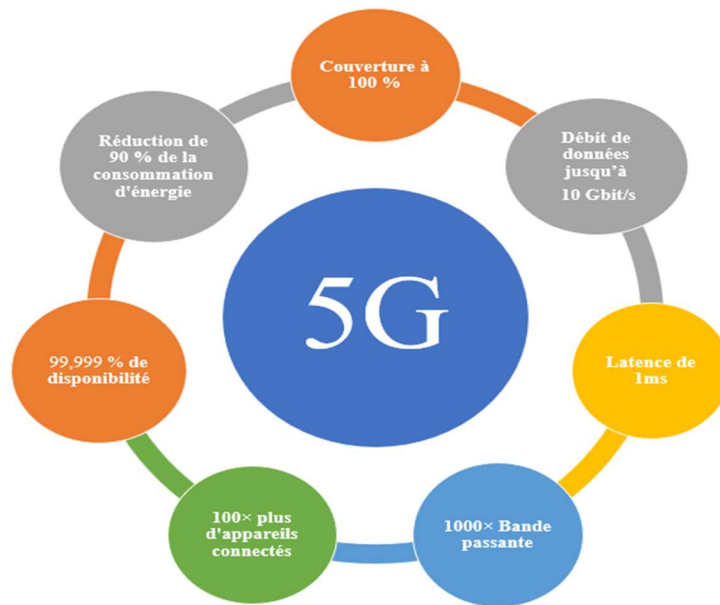 Couverture à
100 %
Débit de
données
jusqu’à
10 Gbit/s
Latence de
1ms
1000× Bande
passante
100× plus
d'appareils
connectés
99,999 % de
disponibilité
Réduction de
90 % de la
consommation
d'énergie
5G